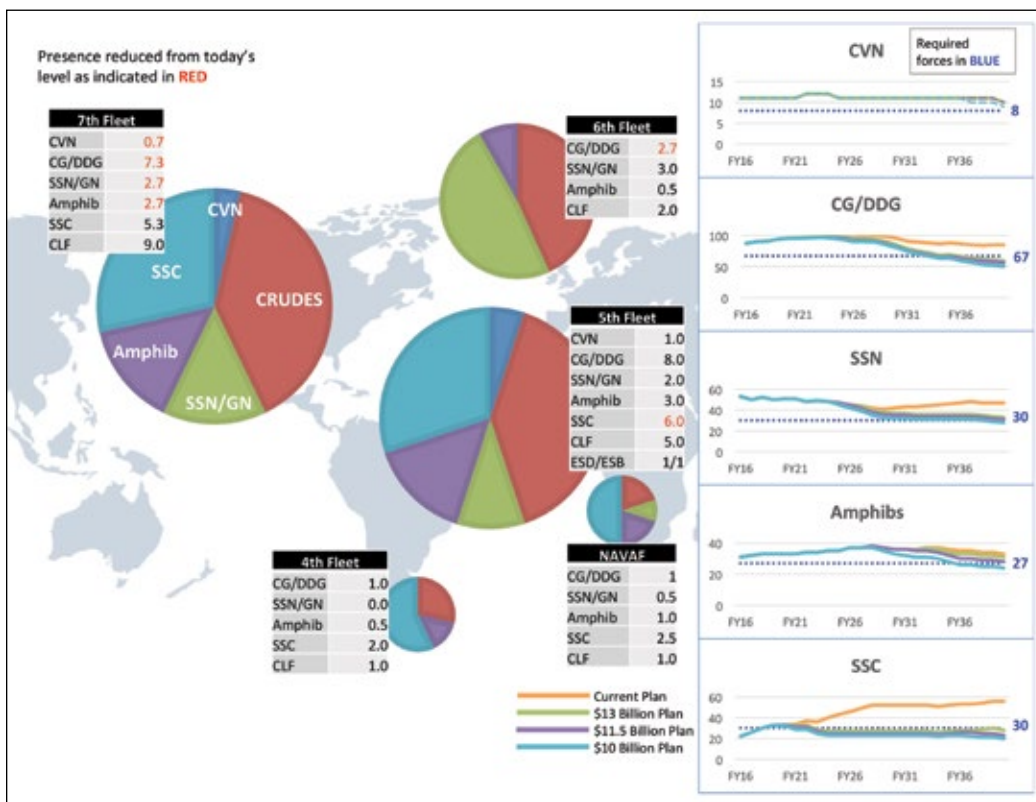 Presence reduced from today's
level as indicated in RED
7th Fleet
CVN 0.7
CG/DDG 7.3
SSN/GN 2.7
Amphib 2.7
SSC 5.3
CLF 9.0
CVN
SSC
CRUDES
Amphib
SSN/GN
6th Fleet
CG/DDG 2.7
SSN/GN 3.0
Amphib 0.5
CLF 2.0
5th Fleet
CVN 1.0
CG/DDG 8.0
SSN/GN 2.0
Amphib 3.0
SSC 6.0
CLF 5.0
ESD/ESB 1/1
4th Fleet
CG/DDG 1.0
SSN/GN 0.0
Amphib 0.5
SSC 2.0
CLF 1.0
NAVAF
CG/DDG 1
SSN/GN 0.5
Amphib 1.0
SSC 2.5
CLF 1.0
Current Plan
$13 Billion Plan
$11.5 Billion Plan
$10 Billion Plan
CVN
Required
forces in BLUE
15
10
5
0
8
FY16 FY21 FY26 FY31 FY36
CG/DDG
100
50
0
67
FY16 FY21 FY26 FY31 FY36
SSN
60
40
20
0
30
FY16 FY21 FY26 FY31 FY36
Amphibs
40
20
0
27
FY16 FY21 FY26 FY31 FY36
SSC
60
40
20
0
30
FY16 FY21 FY26 FY31 FY36